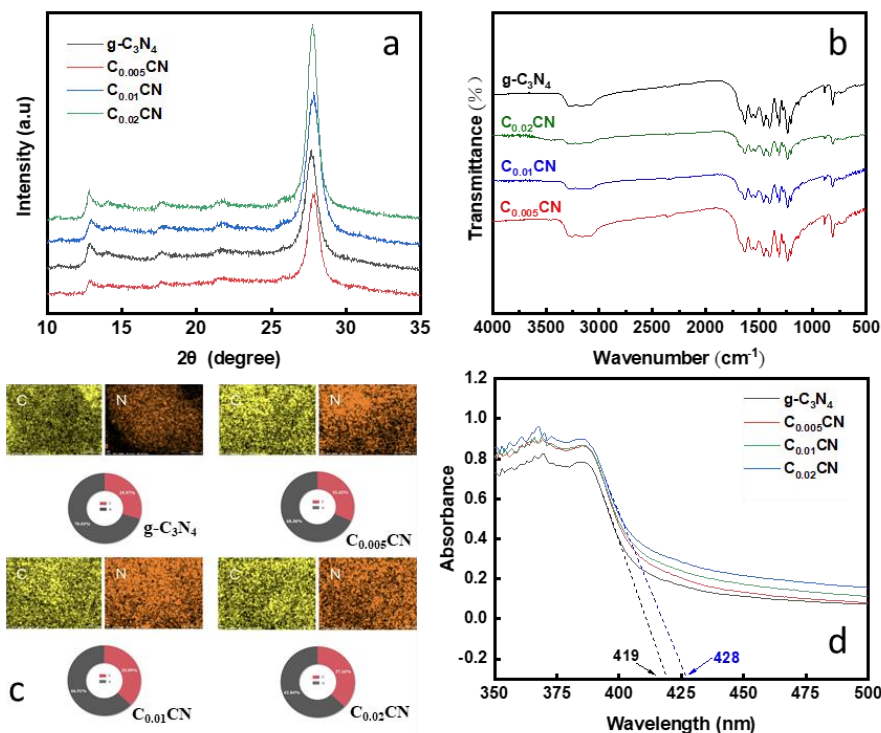 a
g-C₃N₄
C₀.₀₀₅CN
C₀.₀₁CN
C₀.₀₂CN
Intensity (a.u)
10 15 20 25 30 35
2θ (degree)
b
g-C₃N₄
C₀.₀₂CN
C₀.₀₁CN
C₀.₀₀₅CN
Transmittance (%)
4000 3500 3000 2500 2000 1500 1000 500
Wavenumber (cm⁻¹)
C N C N
g-C₃N₄
C₀.₀₀₅CN
C N C N
c
C₀.₀₁CN
C₀.₀₂CN
g-C₃N₄
C₀.₀₀₅CN
C₀.₀₁CN
C₀.₀₂CN
Absorbance
1.2
1.0
0.8
0.6
0.4
0.2
0.0
-0.2
419 428
d
350 375 400 425 450 475 500
Wavelength (nm)